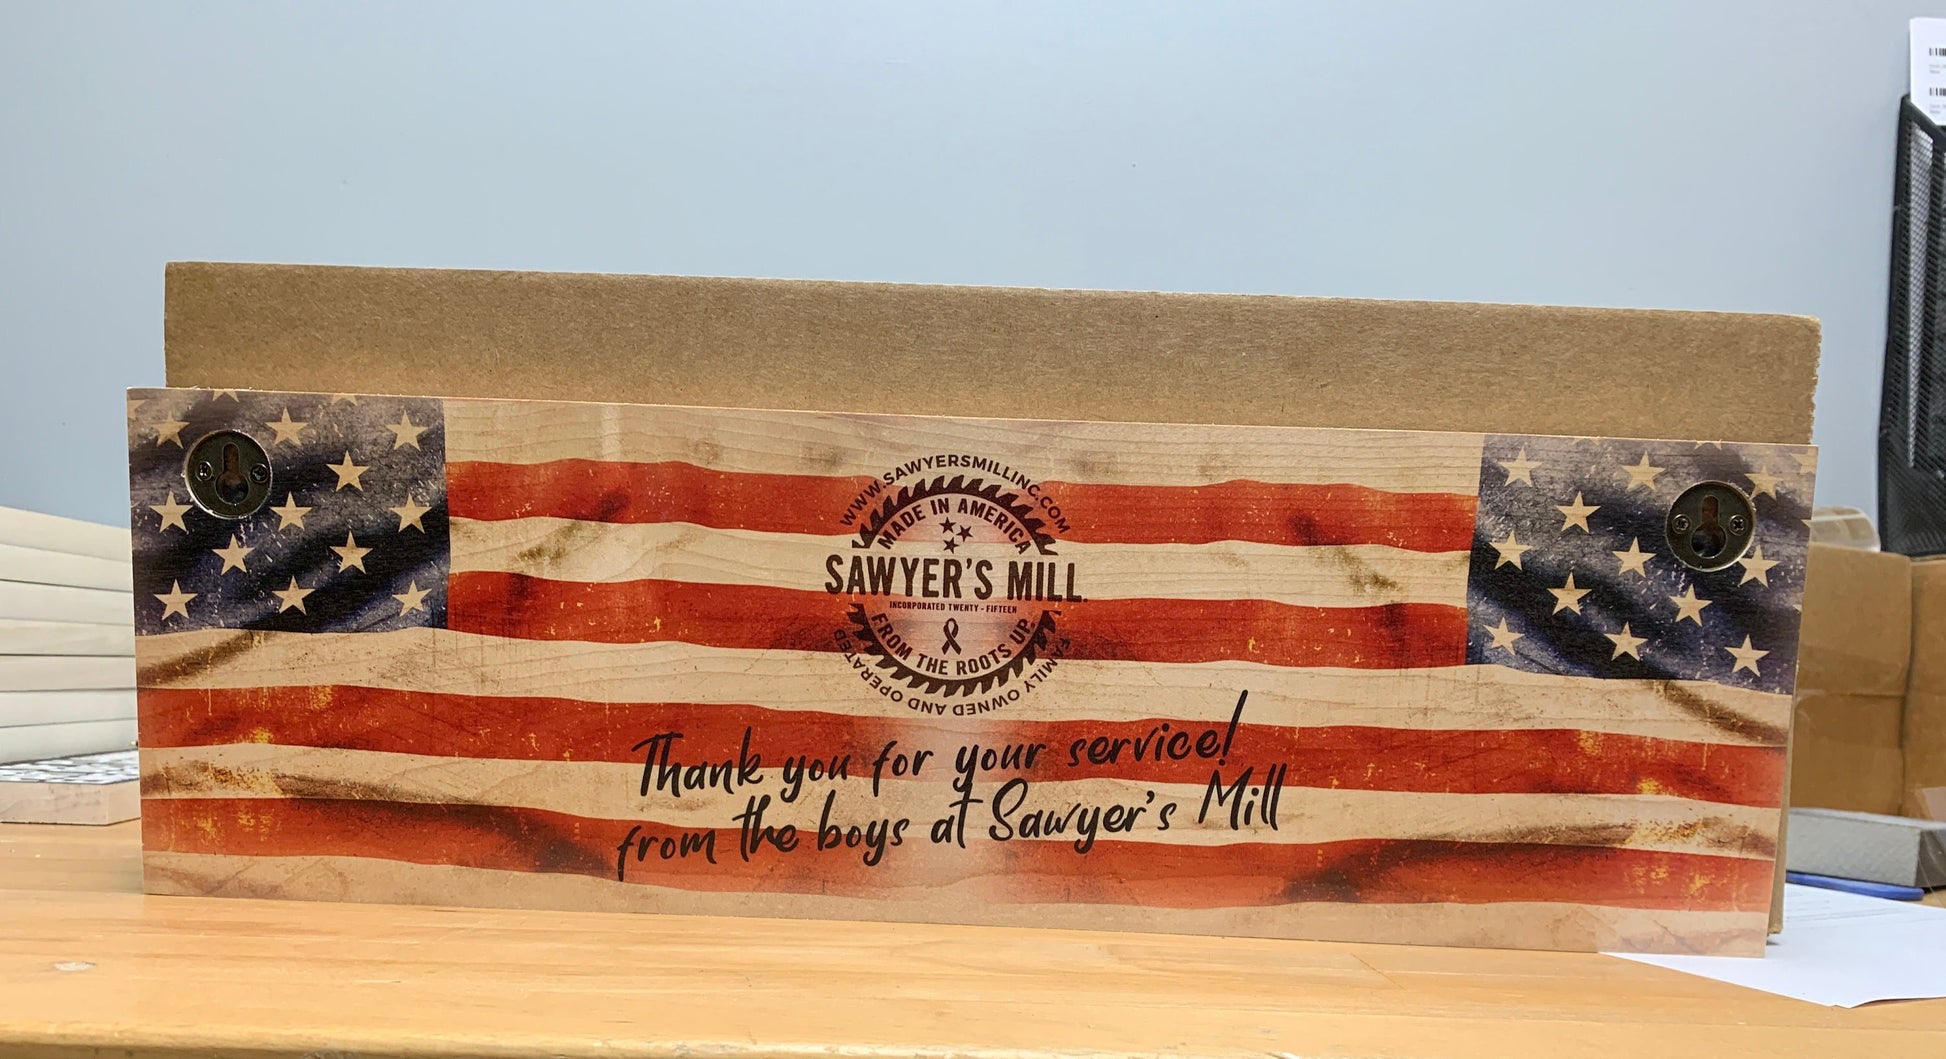 WWW.SAWYERSMILLINC.COM
MADE IN AMERICA
SAWYER'S MILL
INCORPORATED TWENTY - FIFTEEN
FROM THE ROOTS UP
FAMILY OWNED AND OPERATED
Thank you for your service!
from the boys at Sawyer's Mill